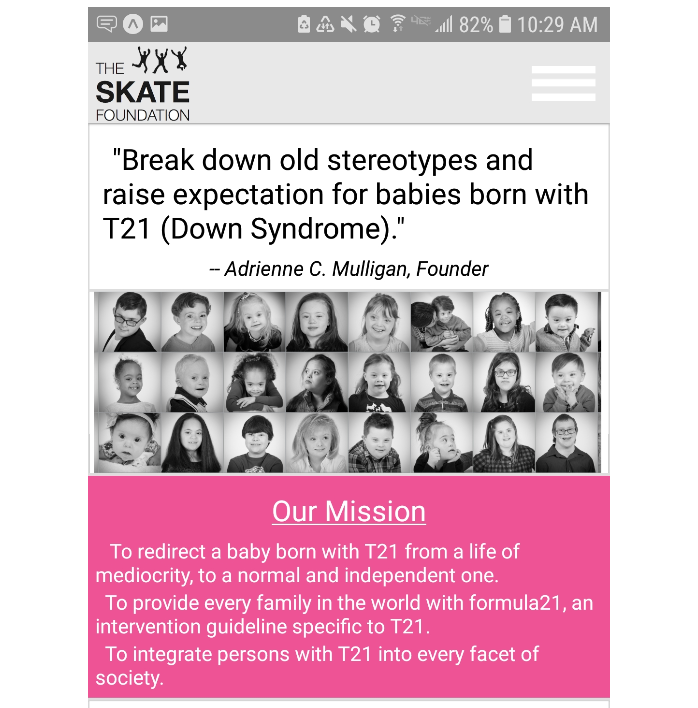 82% 10:29 AM
THE
SKATE
FOUNDATION
"Break down old stereotypes and
raise expectation for babies born with
T21 (Down Syndrome)."
-- Adrienne C. Mulligan, Founder
Our Mission
To redirect a baby born with T21 from a life of
mediocrity, to a normal and independent one.
To provide every family in the world with formula21, an
intervention guideline specific to T21.
To integrate persons with T21 into every facet of
society.